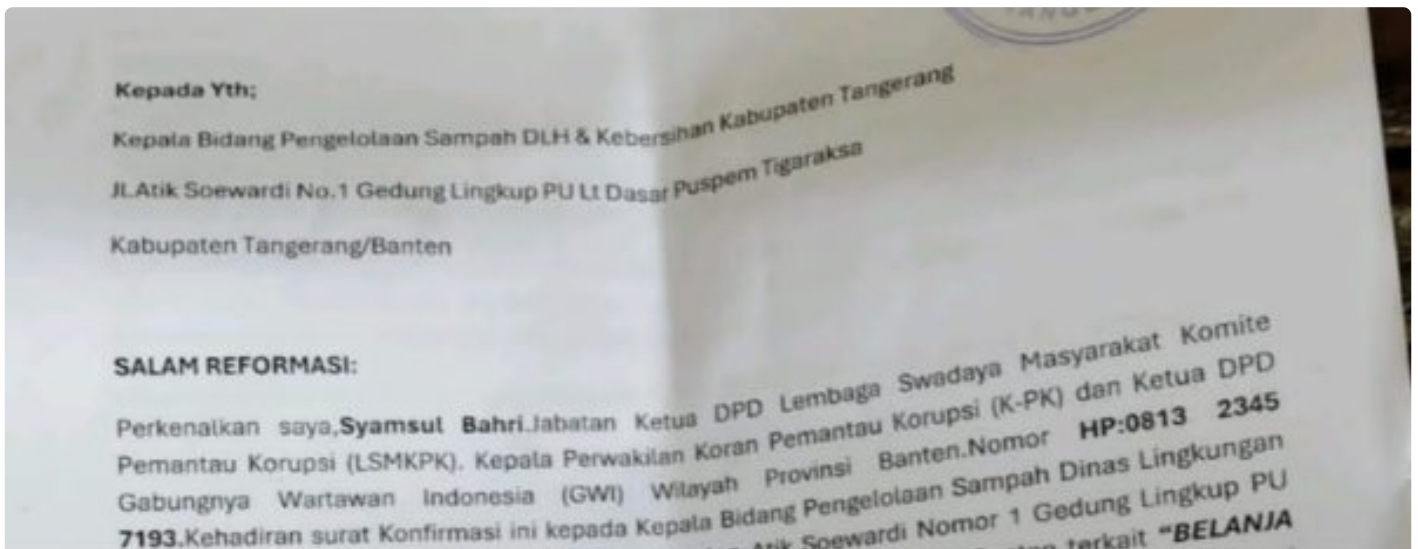 TANG
Kepada Yth;
Kepala Bidang Pengelolaan Sampah DLH & Kebersihan Kabupaten Tangerang
Jl.Atik Soewardi No.1 Gedung Lingkup PU Lt Dasar Puspem Tigaraksa
Kabupaten Tangerang/Banten
SALAM REFORMASI:
Perkenalkan saya,Syamsul Bahri.Jabatan Ketua DPD Lembaga Swadaya Masyarakat Komite
Pemantau Korupsi (LSMKPK). Kepala Perwakilan Koran Pemantau Korupsi (K-PK) dan Ketua DPD
Gabungnya Wartawan Indonesia (GWI) Wilayah Provinsi Banten.Nomor HP:0813 2345
7193.Kehadiran surat Konfirmasi ini kepada Kepala Bidang Pengelolaan Sampah Dinas Lingkungan
Atik Soewardi Nomor 1 Gedung Lingkup PU
terkait "BELANJA